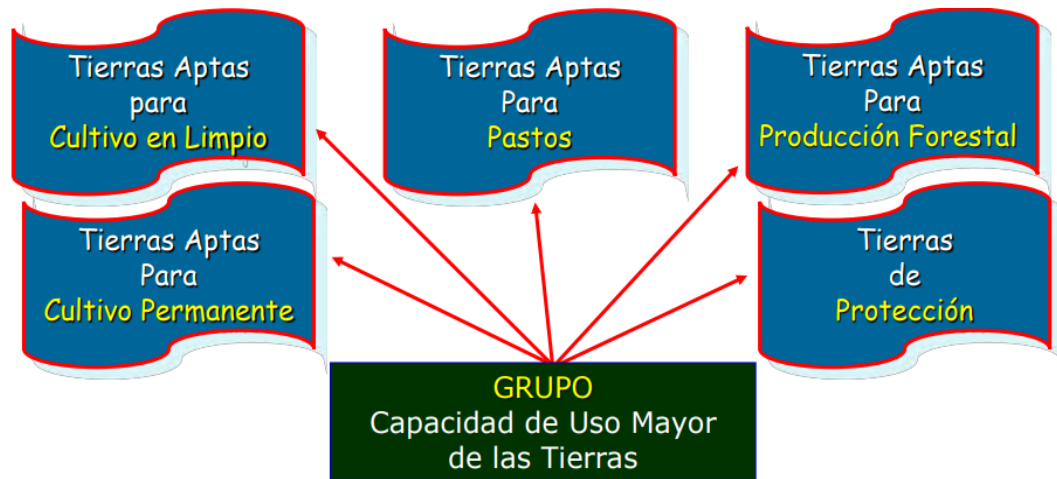 Tierras Aptas
para
Cultivo en Limpio
Tierras Aptas
Para
Pastos
Tierras Aptas
Para
Producción Forestal
Tierras Aptas
Para
Cultivo Permanente
Tierras
de
Protección
GRUPO
Capacidad de Uso Mayor
de las Tierras